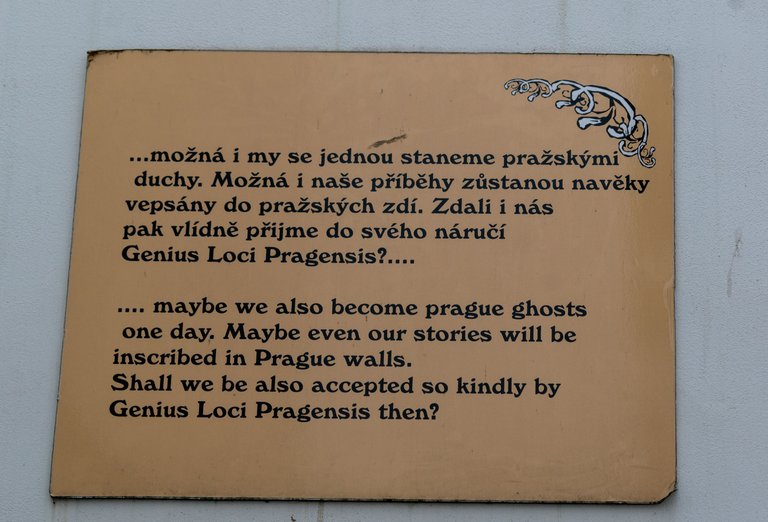 ...možná i my se jednou staneme pražskými
duchy. Možná i naše příběhy zůstanou navěky
vepsány do pražských zdí. Zdali i nás
pak vlídně přijme do svého náručí
Genius Loci Pragensis?....
.... maybe we also become prague ghosts
one day. Maybe even our stories will be
inscribed in Prague walls.
Shall we be also accepted so kindly by
Genius Loci Pragensis then?